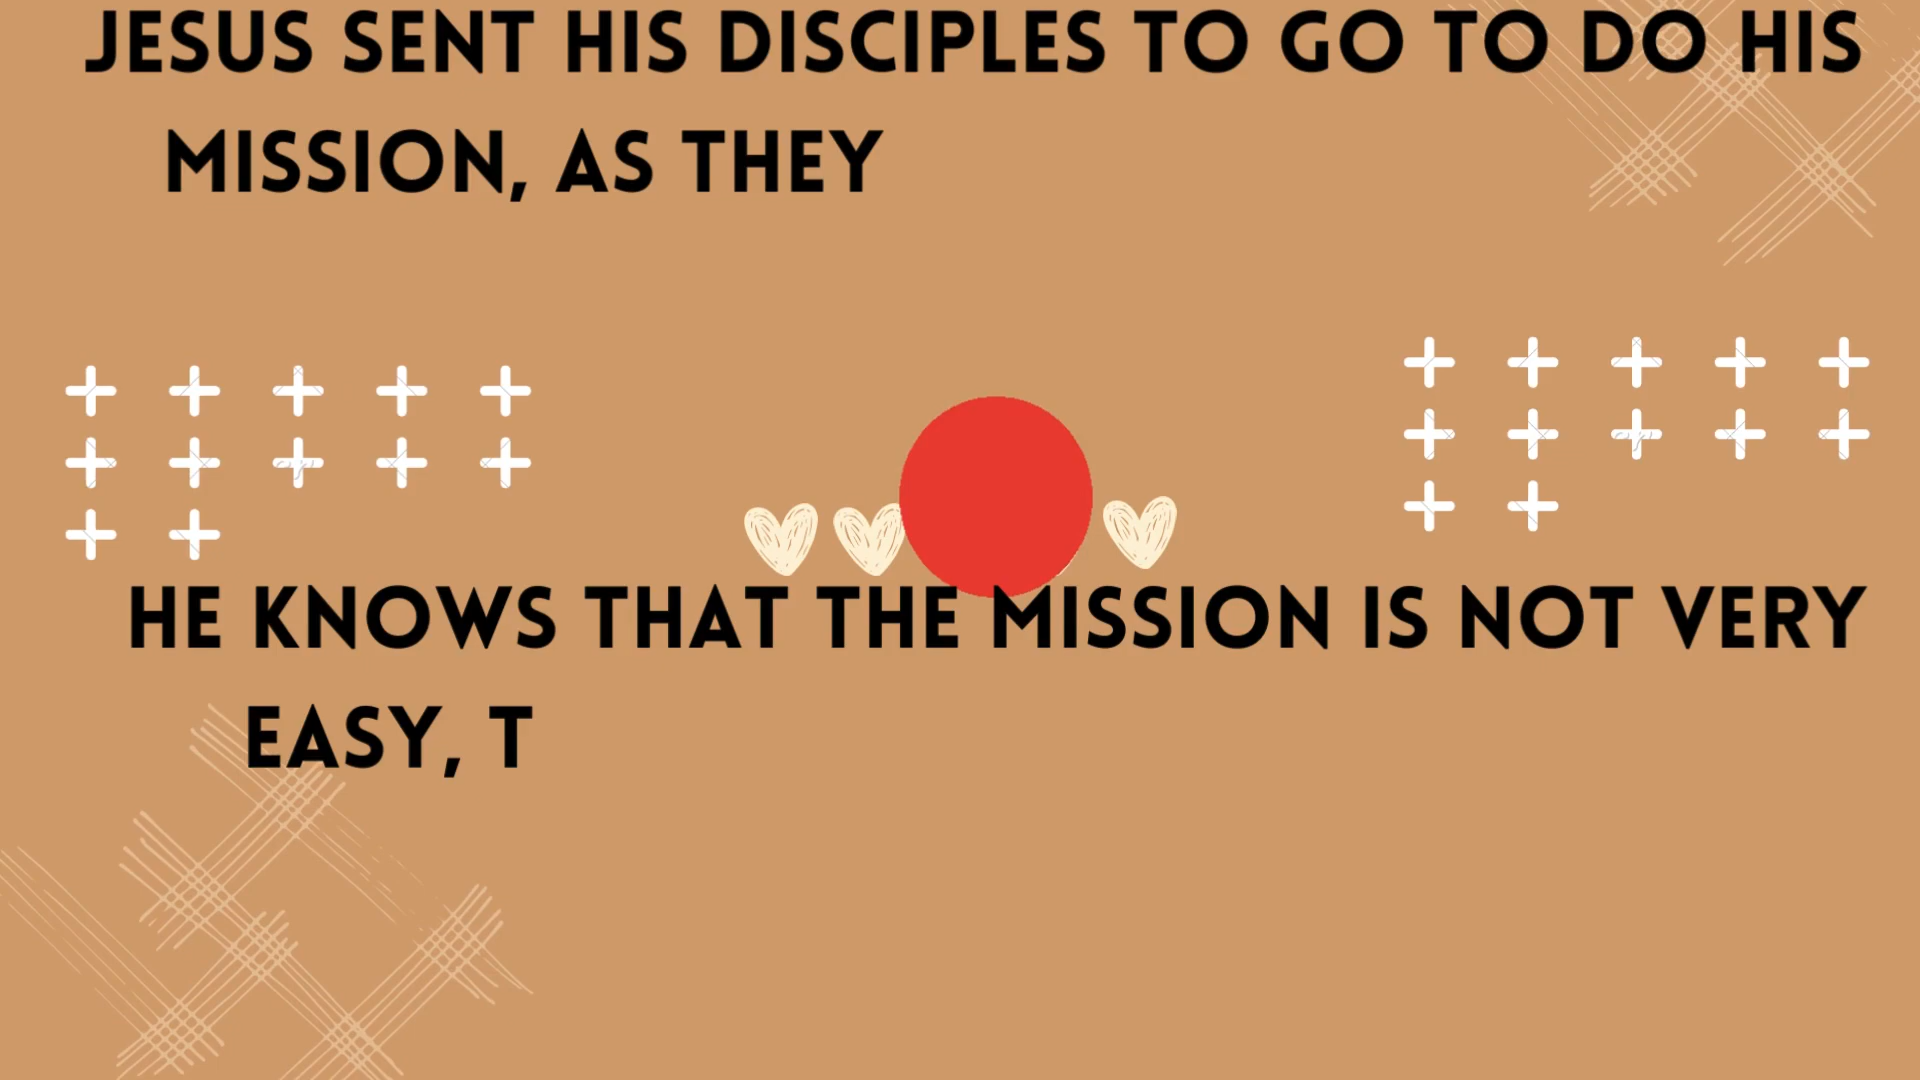 JESUS SENT HIS DISCIPLES TO GO TO DO HIS
MISSION, AS THEY
HE KNOWS THAT THE MISSION IS NOT VERY
EASY, T